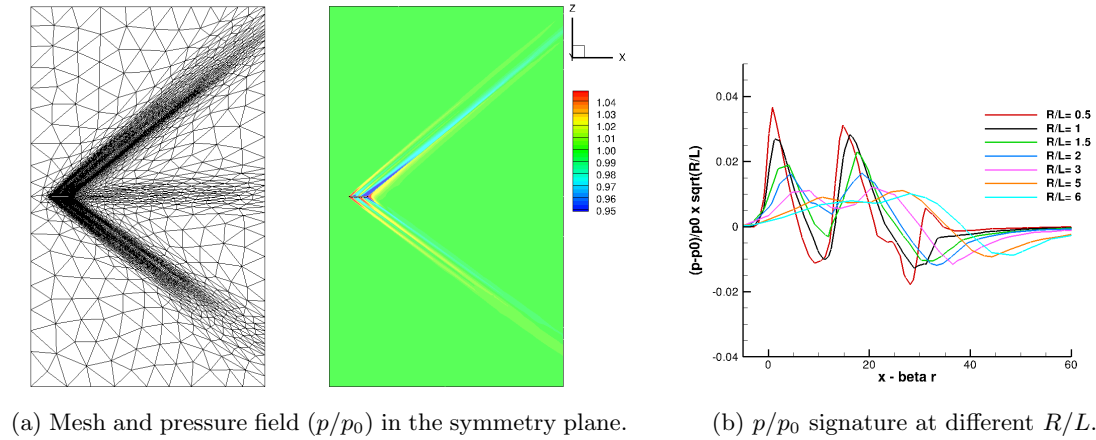 Z
Y
X
1.04
1.03
1.02
1.01
1.00
0.99
0.98
0.97
0.96
0.95
0.04
0.02
0
-0.02
-0.04
(p-p0)/p0 x sqrt(R/L)
0
20
40
60
x - beta r
R/L= 0.5
R/L= 1
R/L= 1.5
R/L= 2
R/L= 3
R/L= 5
R/L= 6
(a) Mesh and pressure field (p/p₀) in the symmetry plane.
(b) p/p₀ signature at different R/L.